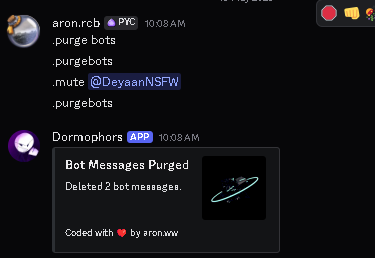 aron.rcb PYC 10:08 AM
.purge bots
.purgebots
.mute @DeyaanNSFW
.purgebots
Dormophors APP 10:08 AM
Bot Messages Purged
Deleted 2 bot messages.
Coded with ❤️ by aron.ww